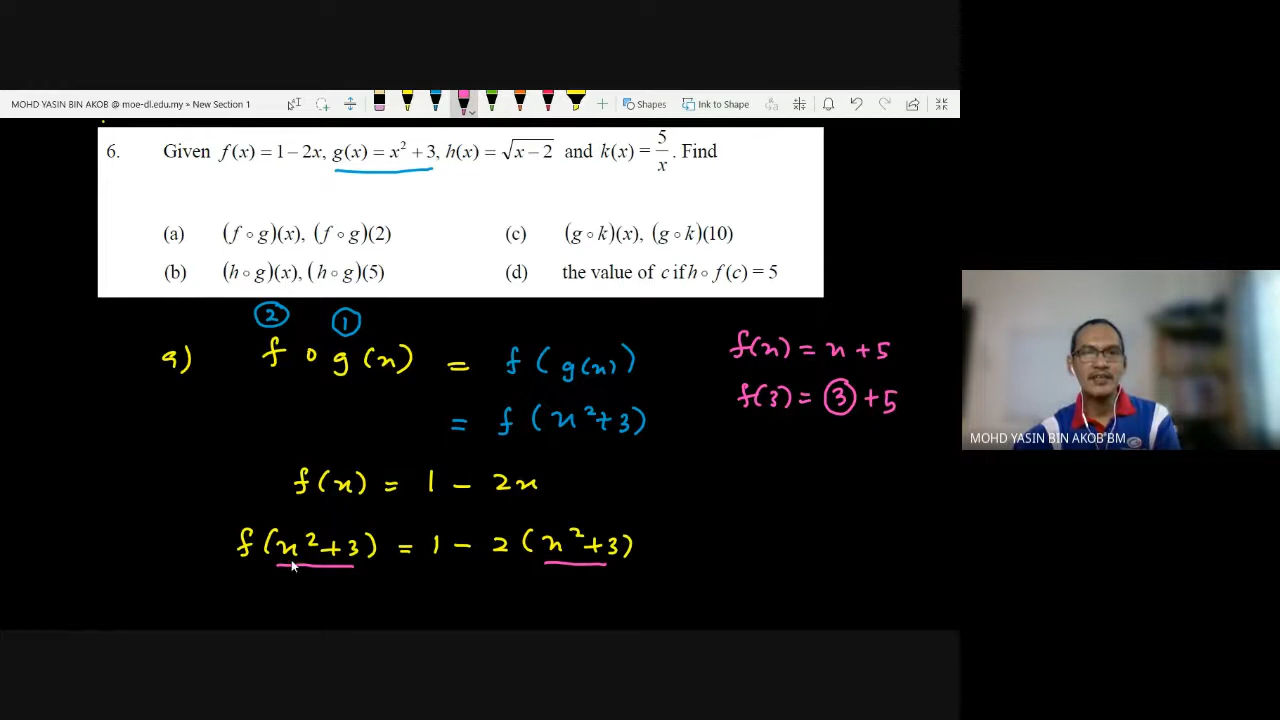 MOHD YASIN BIN AKOB @ moe-dl.edu.my » New Section 1
Shapes Ink to Shape
6. Given f(x) = 1 − 2x, g(x) = x² + 3, h(x) = √(x − 2) and k(x) = 5/x. Find
(a) (f ∘ g)(x), (f ∘ g)(2) (c) (g ∘ k)(x), (g ∘ k)(10)
(b) (h ∘ g)(x), (h ∘ g)(5) (d) the value of c if h ∘ f(c) = 5
② ①
a) f ∘ g(x) = f(g(x))
= f(x² + 3)
f(x) = 1 − 2x
f(x² + 3) = 1 − 2(x² + 3)
f(x) = x + 5
f(3) = ③ + 5
MOHD YASIN BIN AKOB BM